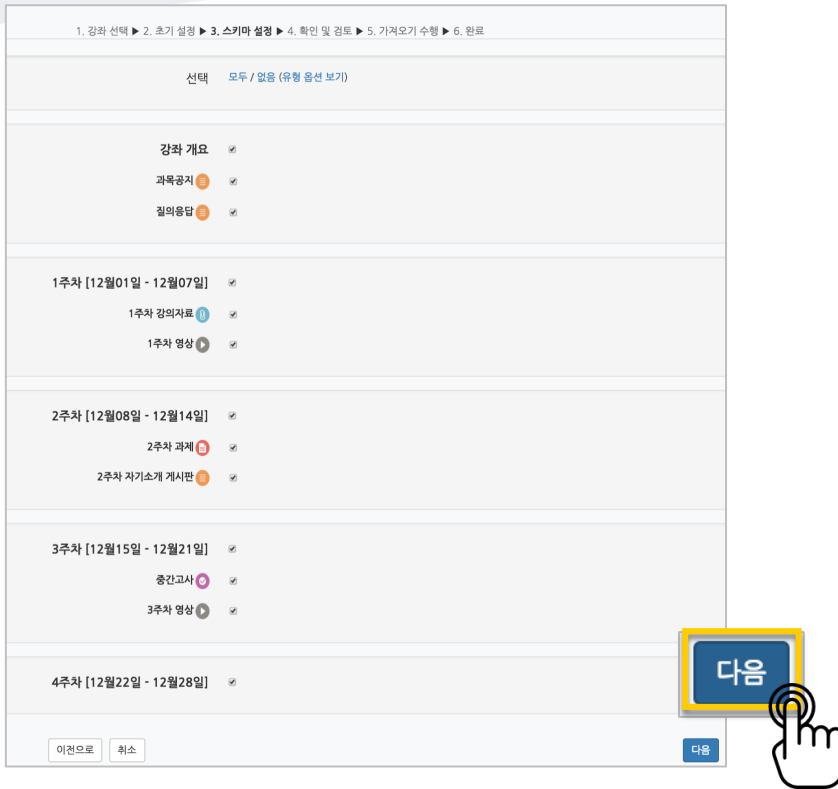 1. 강좌 선택 ▶ 2. 초기 설정 ▶ 3. 스키마 설정 ▶ 4. 확인 및 검토 ▶ 5. 가져오기 수행 ▶ 6. 완료
선택 모두 / 없음 (유형 옵션 보기)
강좌 개요
과목공지
질의응답
1주차 [12월01일 - 12월07일]
1주차 강의자료
1주차 영상
2주차 [12월08일 - 12월14일]
2주차 과제
2주차 자기소개 게시판
3주차 [12월15일 - 12월21일]
중간고사
3주차 영상
4주차 [12월22일 - 12월28일]
다음
이전으로 취소 다음